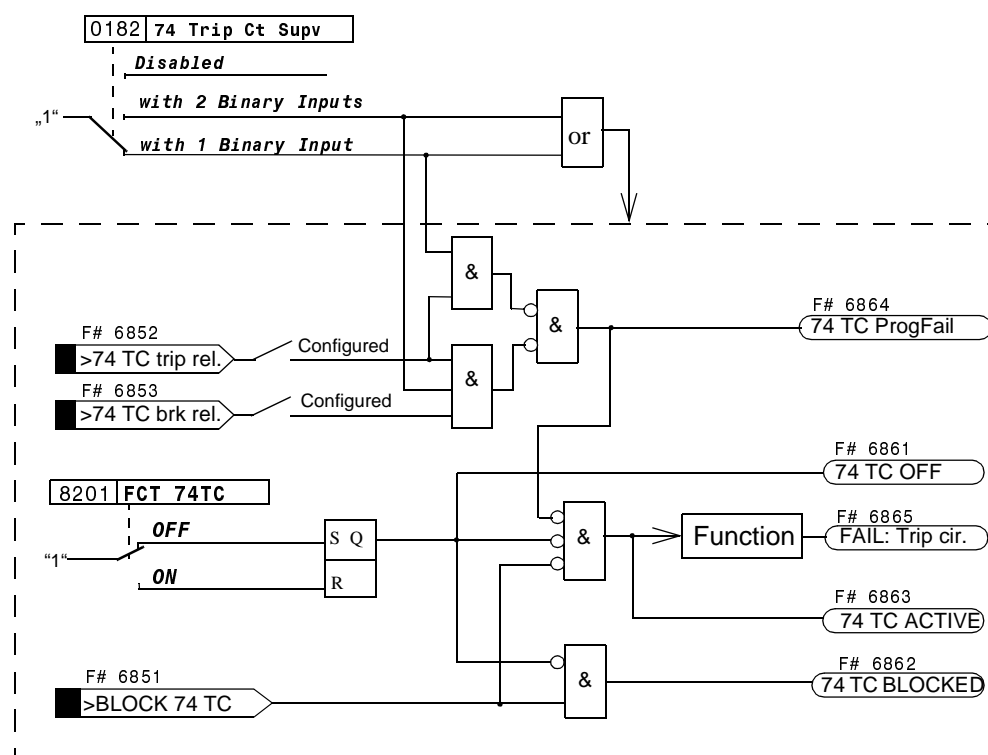 0182 74 Trip Ct Supv
Disabled
with 2 Binary Inputs
„1“
with 1 Binary Input
or
&
F# 6864
74 TC ProgFail
&
F# 6852
>74 TC trip rel.
Configured
&
F# 6853
>74 TC brk rel.
Configured
F# 6861
74 TC OFF
8201 FCT 74TC
OFF
“1“
ON
S Q
R
&
Function
F# 6865
FAIL: Trip cir.
F# 6863
74 TC ACTIVE
F# 6851
>BLOCK 74 TC
&
F# 6862
74 TC BLOCKED